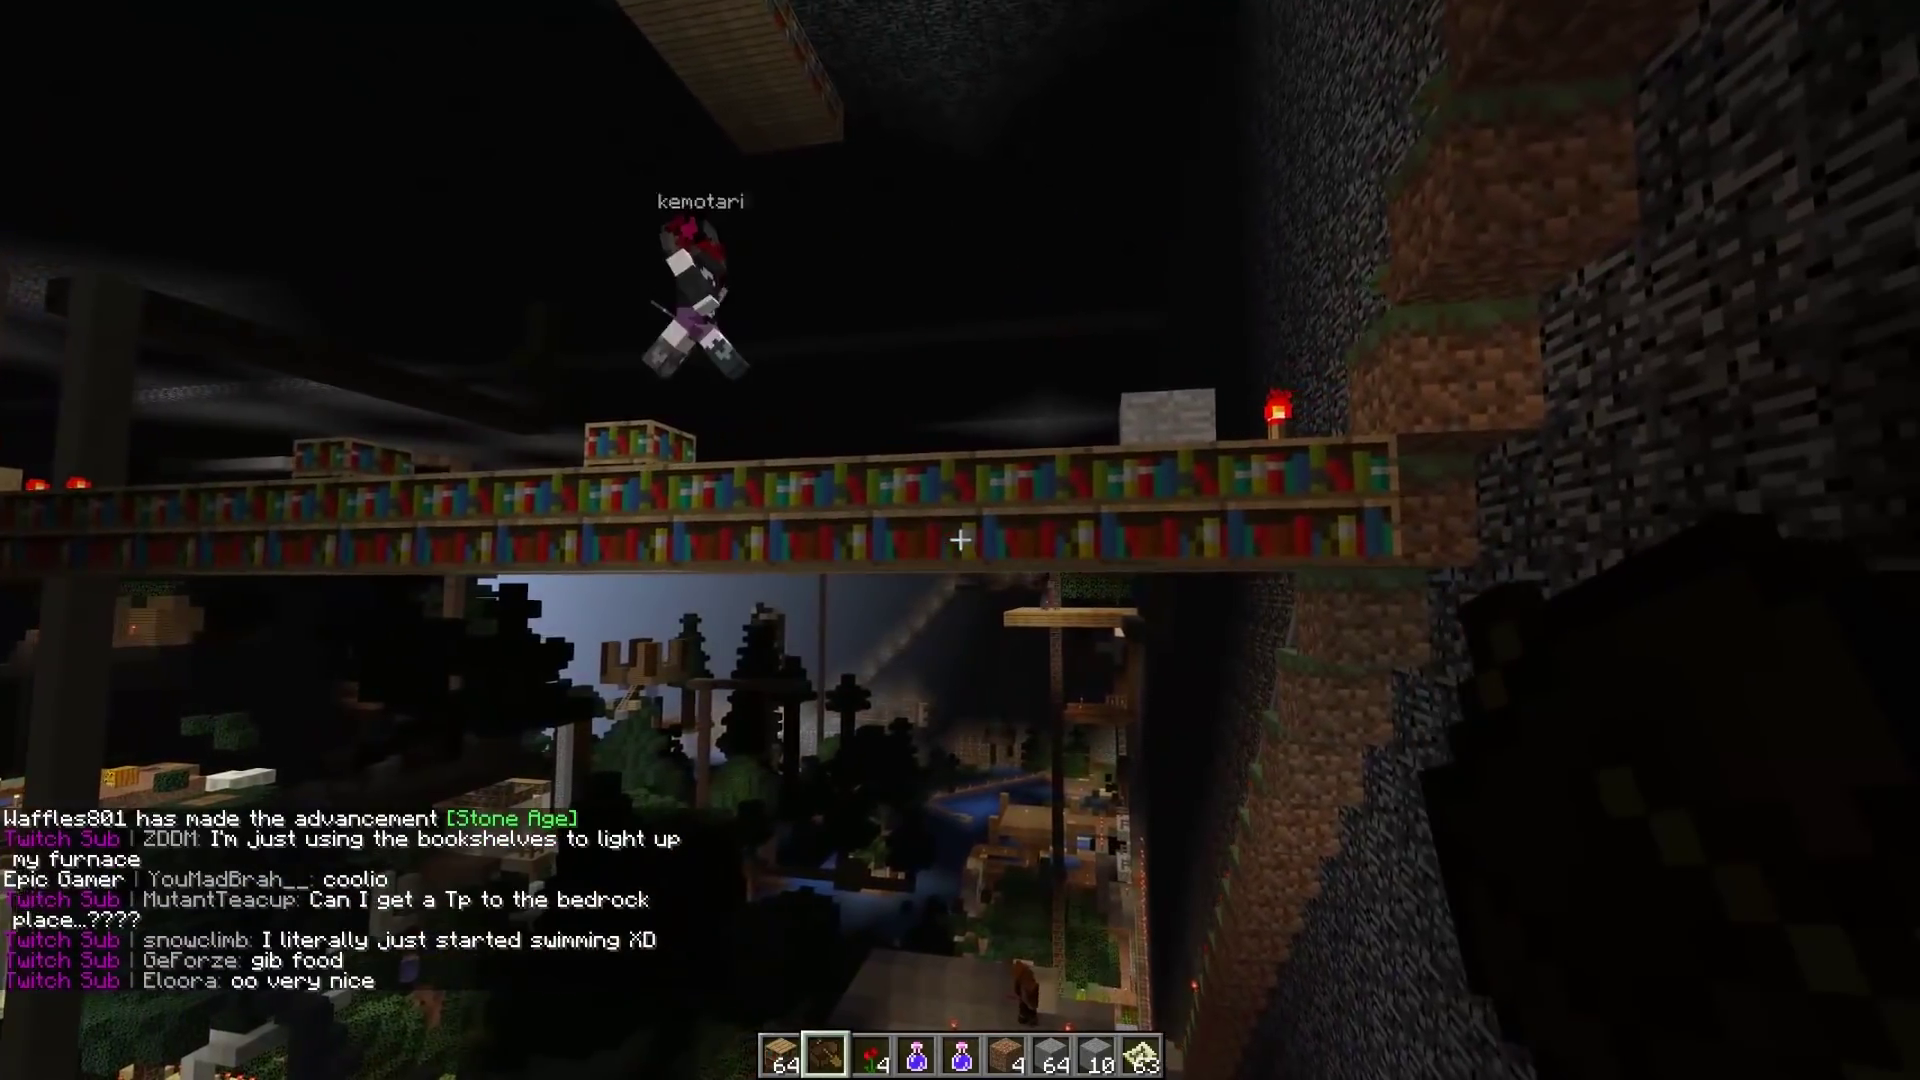 kemotari
Waffles801 has made the advancement [Stone Age]
Twitch Sub | ZDDM: I'm just using the bookshelves to light up
my furnace
Epic Gamer | YouMadBrah__: coolio
Twitch Sub | MutantTeacup: Can I get a Tp to the bedrock
place...????
Twitch Sub | snowclimb: I literally just started swimming XD
Twitch Sub | GeForze: gib food
Twitch Sub | Eloora: oo very nice
64 4 4 64 10 63